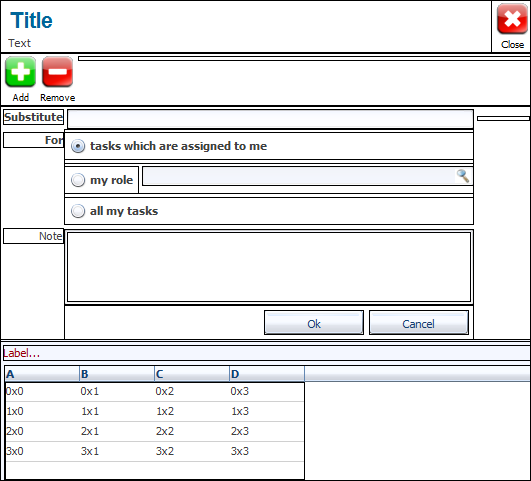 Title
Text
Close
Add Remove
Substitute
For
tasks which are assigned to me
my role
all my tasks
Note
Ok Cancel
Label...
A B C D
0x0 0x1 0x2 0x3
1x0 1x1 1x2 1x3
2x0 2x1 2x2 2x3
3x0 3x1 3x2 3x3